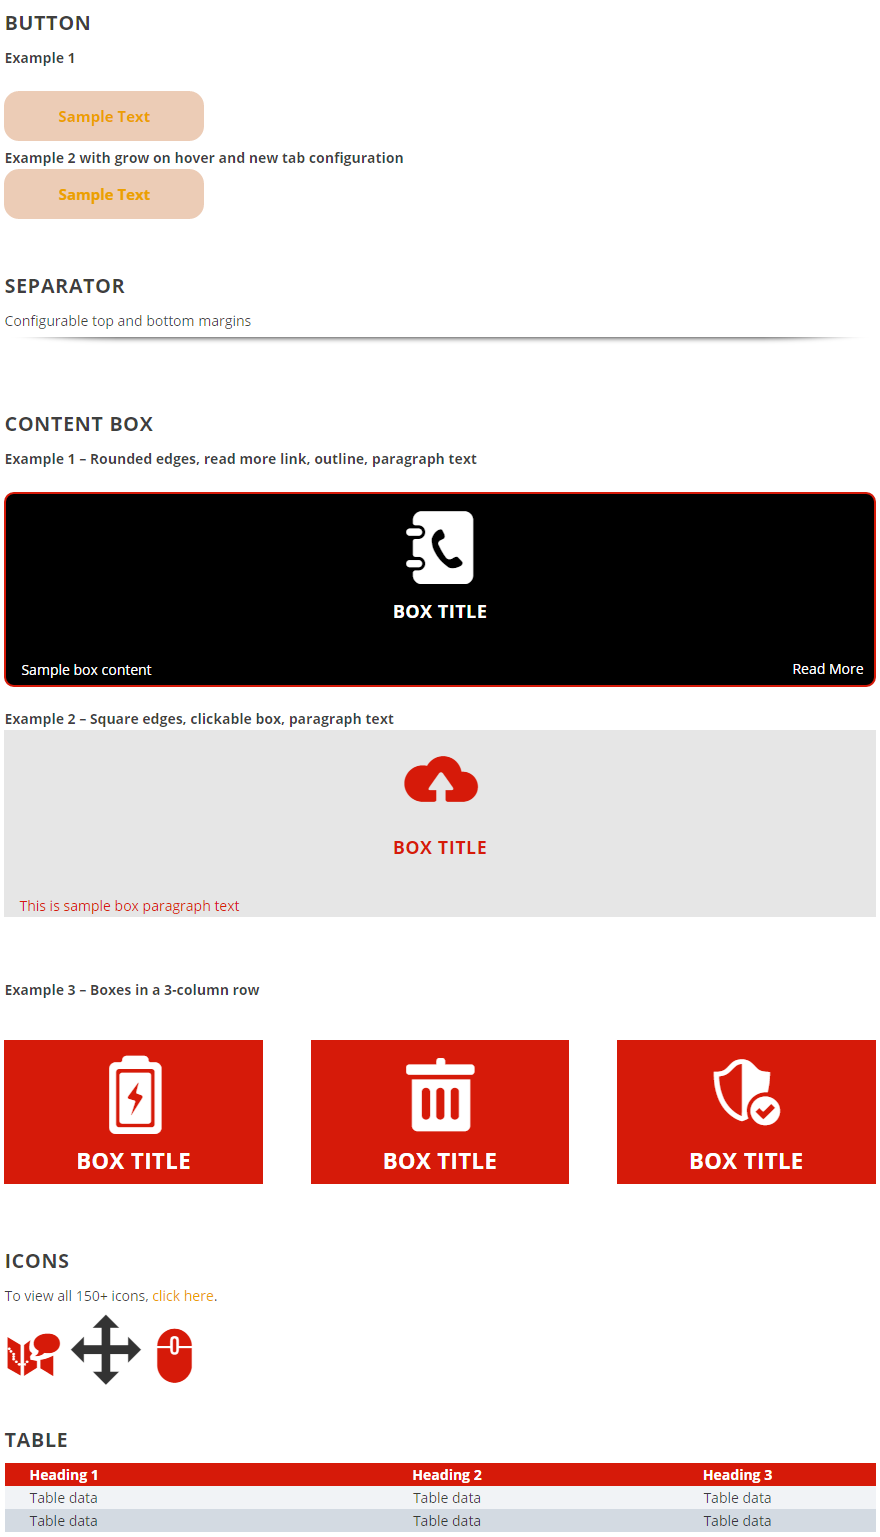 BUTTON
Example 1
Sample Text
Example 2 with grow on hover and new tab configuration
Sample Text
SEPARATOR
Configurable top and bottom margins
CONTENT BOX
Example 1 – Rounded edges, read more link, outline, paragraph text
BOX TITLE
Sample box content Read More
Example 2 – Square edges, clickable box, paragraph text
BOX TITLE
This is sample box paragraph text
Example 3 – Boxes in a 3-column row
BOX TITLE BOX TITLE BOX TITLE
ICONS
To view all 150+ icons, click here.
TABLE
Heading 1 Heading 2 Heading 3
Table data Table data Table data
Table data Table data Table data